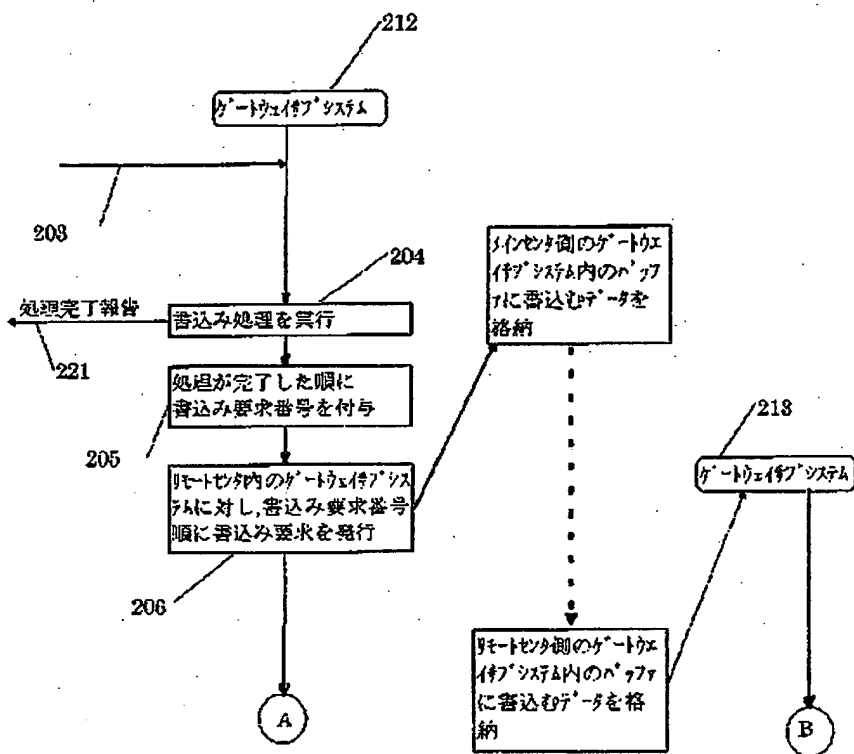 212
ゲートウェイサブシステム
203
204
処理完了報告
書込み処理を実行
221
処理が完了した順に
書込み要求番号を付与
205
リモートセンタ内のゲートウェイサブシス
テムに対し,書込み要求番号
順に書込み要求を発行
206
メインセンタ側のゲートウェ
イサブシステム内のバッフ
ァに書込むデータを
格納
213
ゲートウェイサブシステム
リモートセンタ側のゲートウェ
イサブシステム内のバッファ
に書込むデータを格
納
A
B